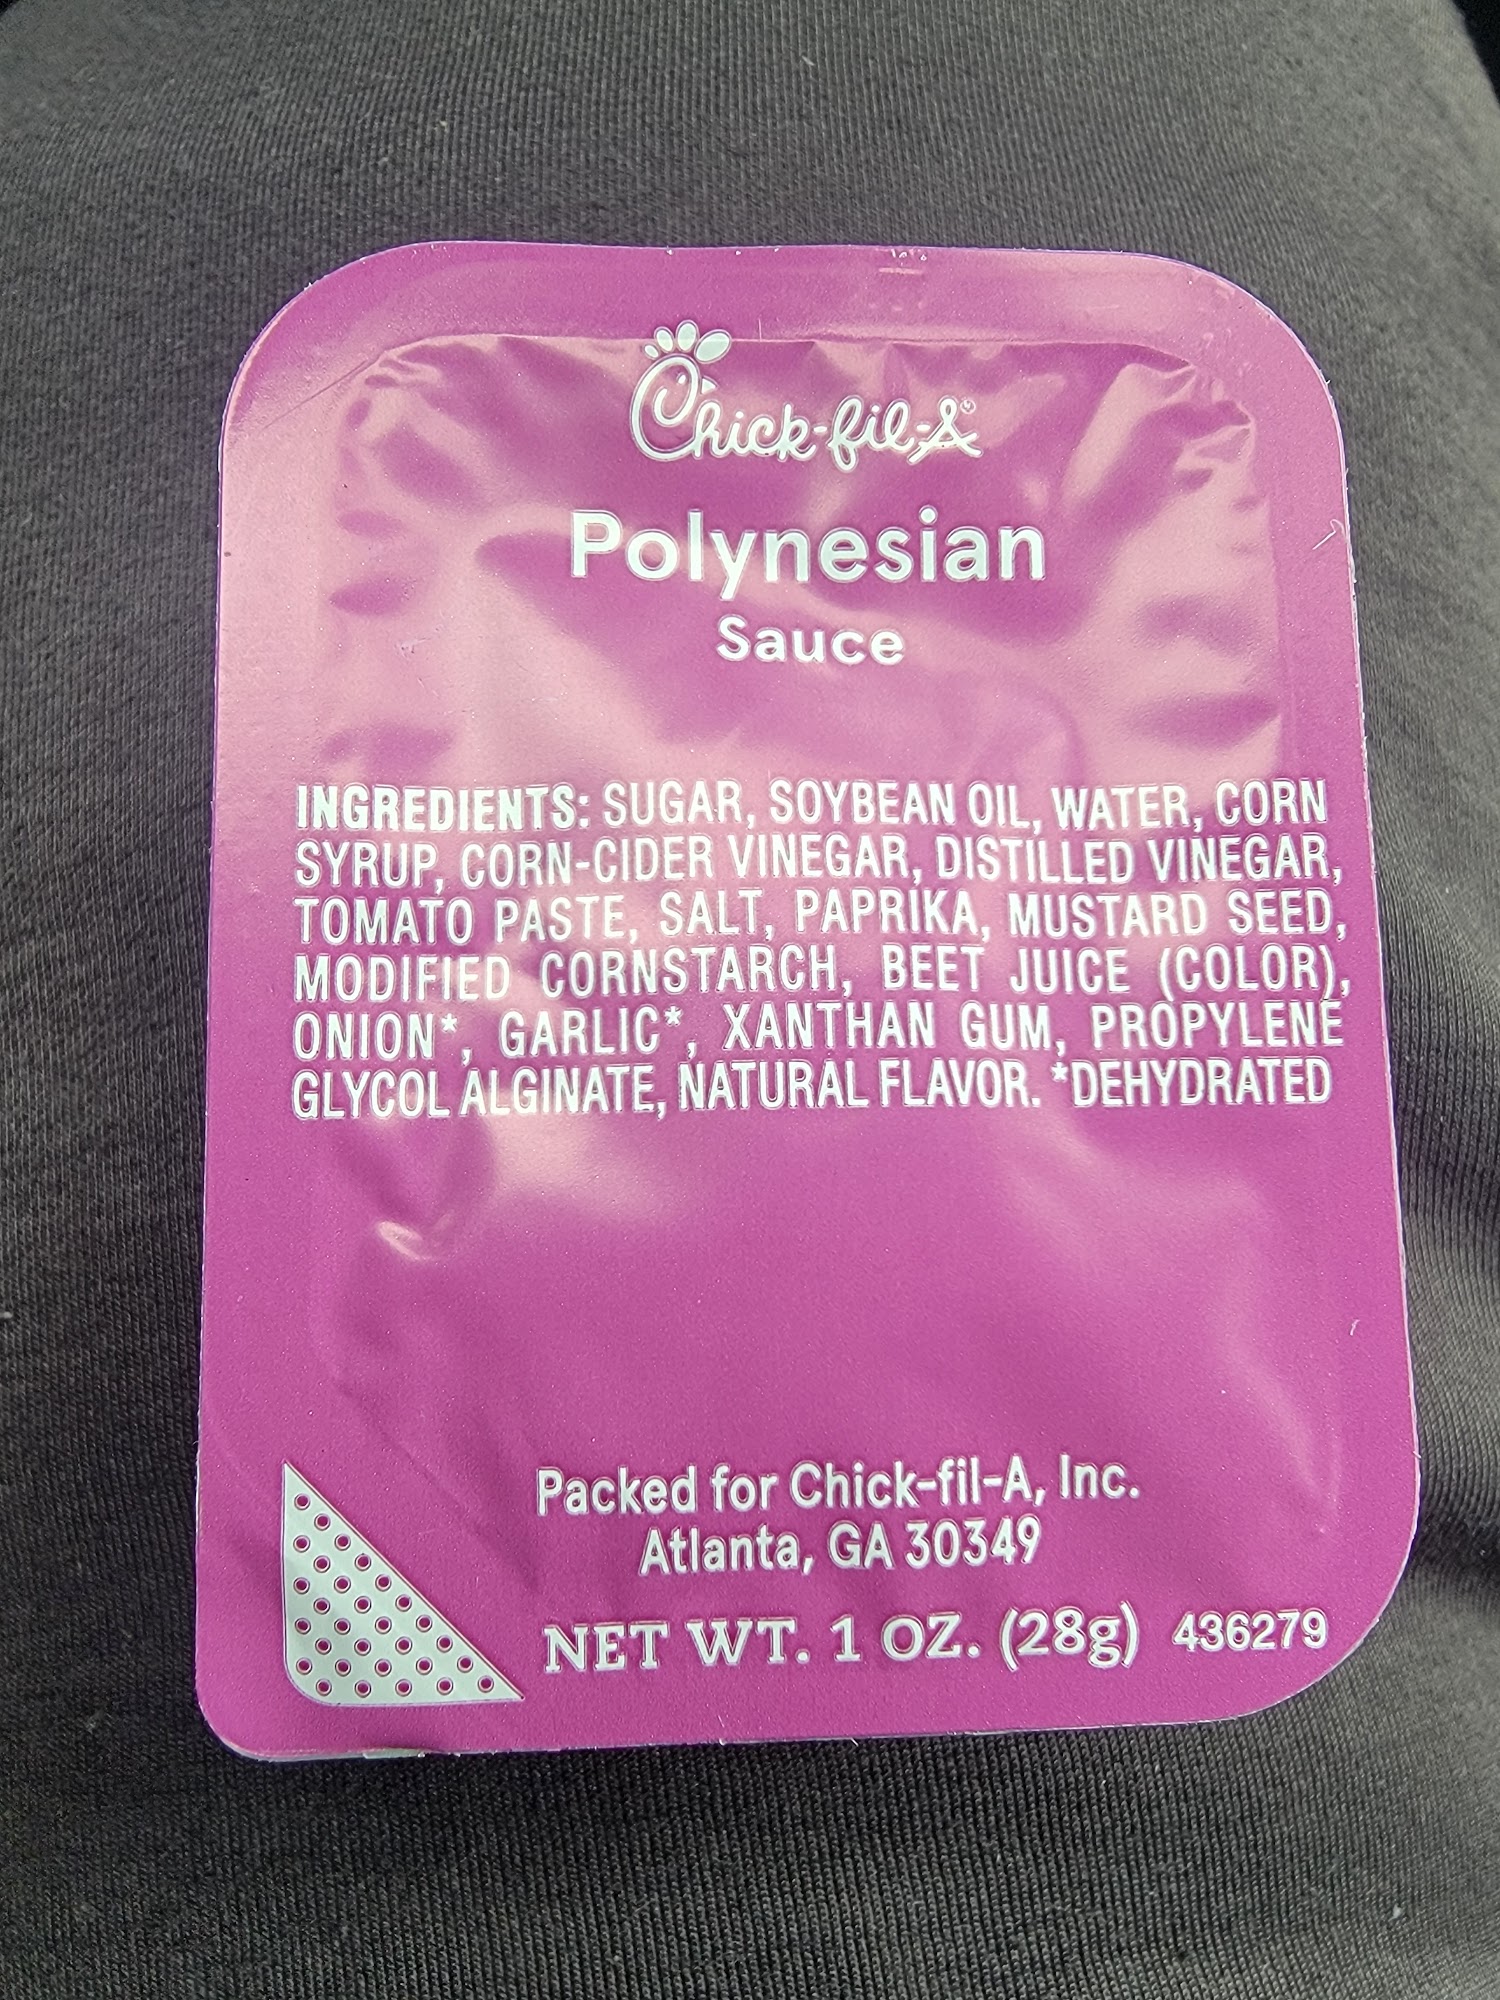 Chick-fil-A®
Polynesian
Sauce
INGREDIENTS: SUGAR, SOYBEAN OIL, WATER, CORN
SYRUP, CORN-CIDER VINEGAR, DISTILLED VINEGAR,
TOMATO PASTE, SALT, PAPRIKA, MUSTARD SEED,
MODIFIED CORNSTARCH, BEET JUICE (COLOR),
ONION*, GARLIC*, XANTHAN GUM, PROPYLENE
GLYCOL ALGINATE, NATURAL FLAVOR. *DEHYDRATED
Packed for Chick-fil-A, Inc.
Atlanta, GA 30349
NET WT. 1 OZ. (28g) 436279